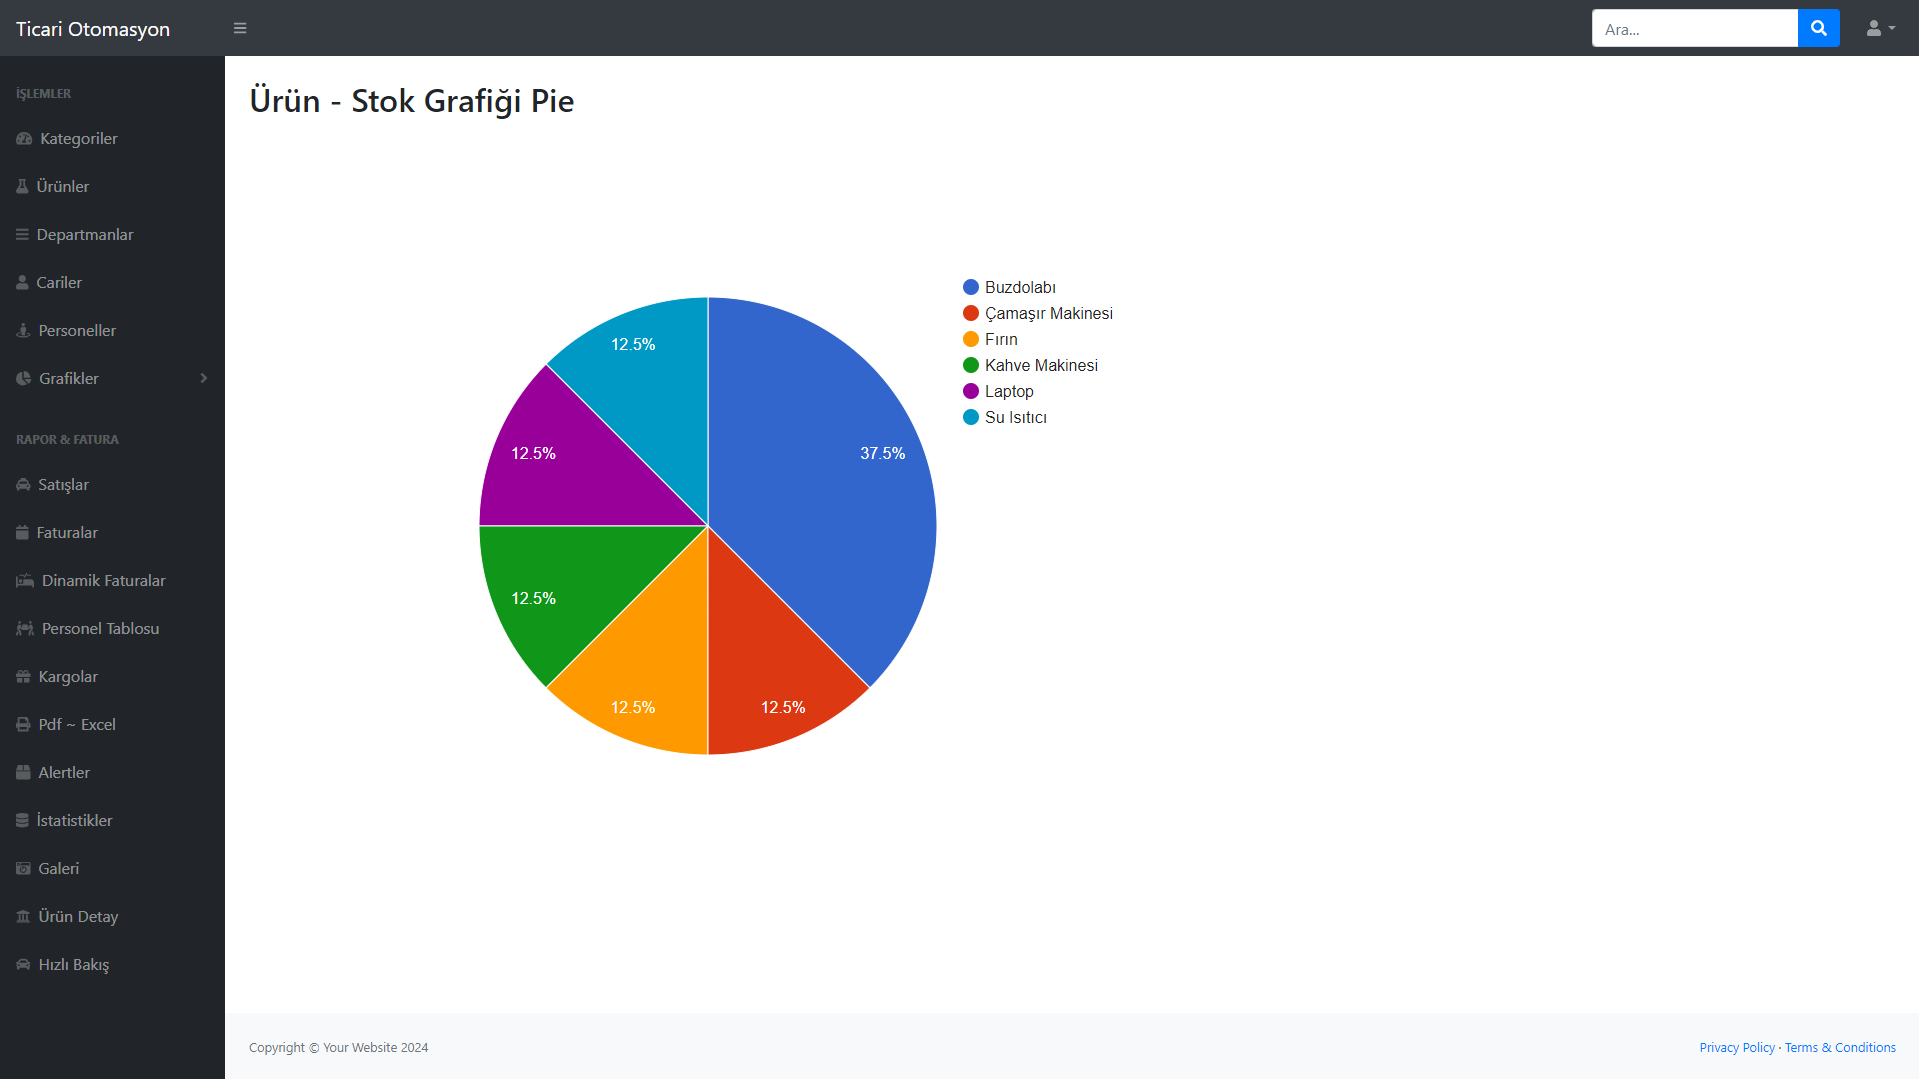 Ticari Otomasyon
Ara...
İŞLEMLER
Kategoriler
Ürünler
Departmanlar
Cariler
Personeller
Grafikler
RAPOR & FATURA
Satışlar
Faturalar
Dinamik Faturalar
Personel Tablosu
Kargolar
Pdf ~ Excel
Alertler
İstatistikler
Galeri
Ürün Detay
Hızlı Bakış
Ürün - Stok Grafiği Pie
12.5%
37.5%
12.5%
12.5%
12.5%
12.5%
Buzdolabı
Çamaşır Makinesi
Fırın
Kahve Makinesi
Laptop
Su Isıtıcı
Copyright © Your Website 2024
Privacy Policy · Terms & Conditions